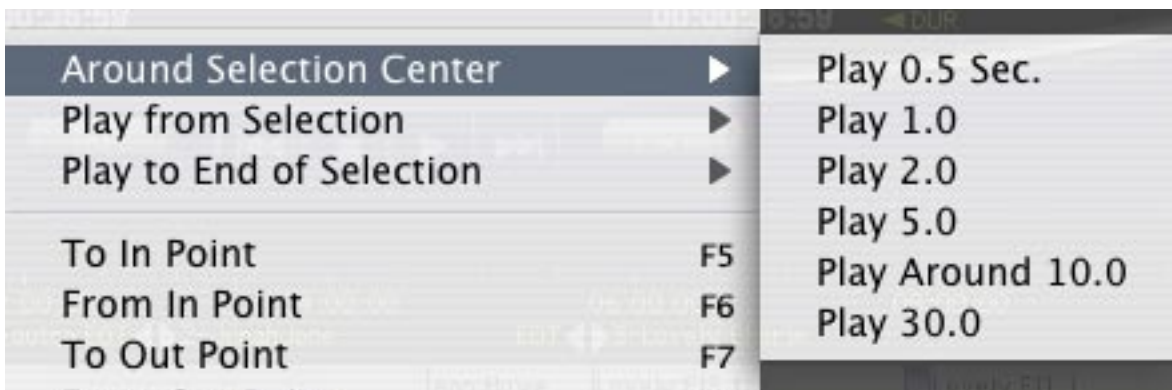 ◄DUR
Around Selection Center
Play from Selection
Play to End of Selection
To In Point F5
From In Point F6
To Out Point F7
Play 0.5 Sec.
Play 1.0
Play 2.0
Play 5.0
Play Around 10.0
Play 30.0